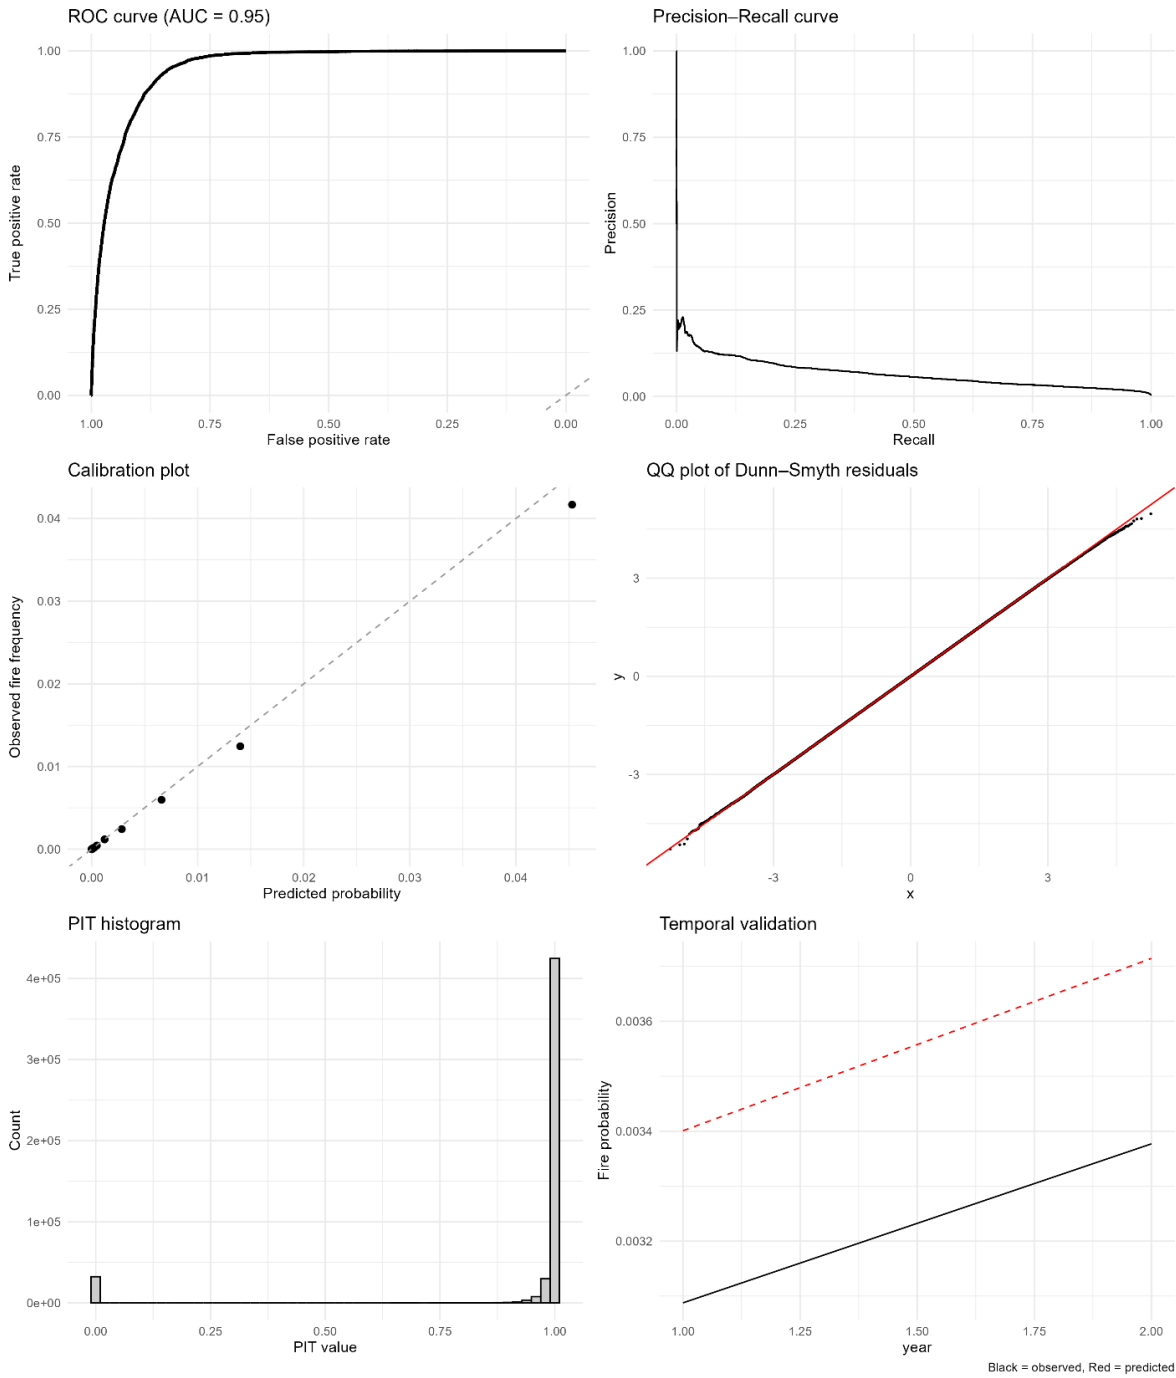 ROC curve (AUC = 0.95)
1.00
0.75
0.50
0.25
0.00
True positive rate
1.00 0.75 0.50 0.25 0.00
False positive rate
Precision–Recall curve
1.00
0.75
0.50
0.25
0.00
Precision
0.00 0.25 0.50 0.75 1.00
Recall
Calibration plot
0.04
0.03
0.02
0.01
0.00
Observed fire frequency
0.00 0.01 0.02 0.03 0.04
Predicted probability
QQ plot of Dunn–Smyth residuals
3
0
-3
y
-3 0 3
x
PIT histogram
4e+05
3e+05
2e+05
1e+05
0e+00
Count
0.00 0.25 0.50 0.75 1.00
PIT value
Temporal validation
0.0036
0.0034
0.0032
Fire probability
1.00 1.25 1.50 1.75 2.00
year
Black = observed, Red = predicted